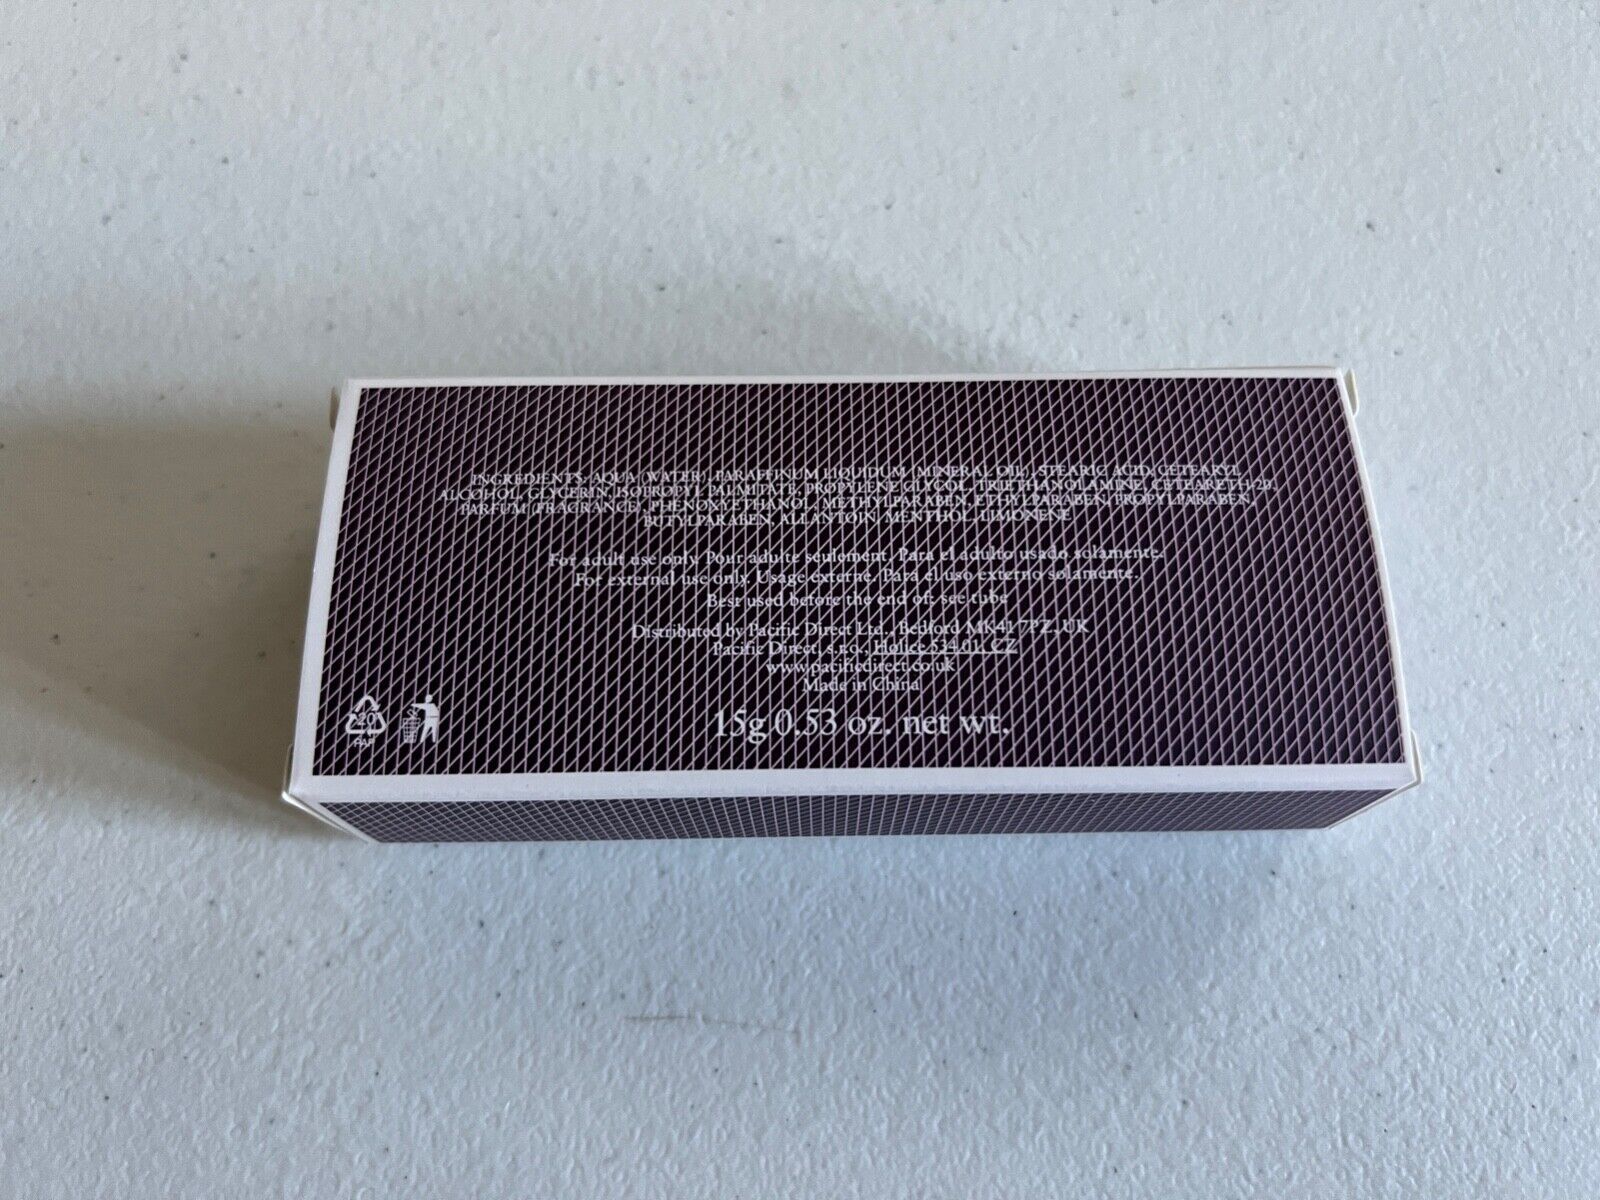 INGREDIENTS: AQUA (WATER), PARAFFINUM LIQUIDUM (MINERAL OIL), STEARIC ACID, CETEARYL
ALCOHOL, GLYCERIN, ISOPROPYL PALMITATE, PROPYLENE GLYCOL, TRIETHANOLAMINE, CETEARETH-20,
PARFUM (FRAGRANCE), PHENOXYETHANOL, METHYLPARABEN, ETHYLPARABEN, PROPYLPARABEN,
BUTYLPARABEN, ALLANTOIN, MENTHOL, LIMONENE
For adult use only. Pour adulte seulement. Para el adulto usado solamente.
For external use only. Usage externe. Para el uso externo solamente.
Best used before the end of: see tube
Distributed by Pacific Direct Ltd., Bedford MK41 7PZ, UK
Pacific Direct, s.r.o., Holice 534 01, CZ
www.pacificdirect.co.uk
Made in China
15g 0.53 oz. net wt.
20
PAP